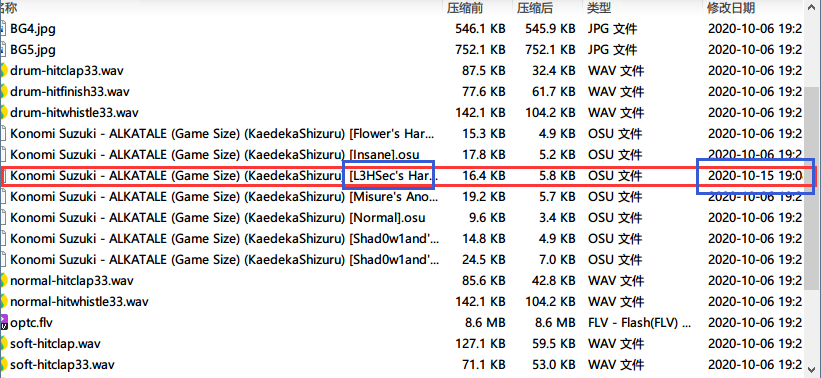 名称 压缩前 压缩后 类型 修改日期
BG4.jpg 546.1 KB 545.9 KB JPG 文件 2020-10-06 19:2
BG5.jpg 752.1 KB 752.1 KB JPG 文件 2020-10-06 19:2
drum-hitclap33.wav 87.5 KB 32.4 KB WAV 文件 2020-10-06 19:2
drum-hitfinish33.wav 77.6 KB 61.7 KB WAV 文件 2020-10-06 19:2
drum-hitwhistle33.wav 142.1 KB 104.2 KB WAV 文件 2020-10-06 19:2
Konomi Suzuki - ALKATALE (Game Size) (KaedekaShizuru) [Flower's Har... 15.3 KB 4.9 KB OSU 文件 2020-10-06 19:2
Konomi Suzuki - ALKATALE (Game Size) (KaedekaShizuru) [Insane].osu 17.8 KB 5.2 KB OSU 文件 2020-10-06 19:2
Konomi Suzuki - ALKATALE (Game Size) (KaedekaShizuru) [L3HSec's Har... 16.4 KB 5.8 KB OSU 文件 2020-10-15 19:0
Konomi Suzuki - ALKATALE (Game Size) (KaedekaShizuru) [Misure's Ano... 19.2 KB 5.7 KB OSU 文件 2020-10-06 19:2
Konomi Suzuki - ALKATALE (Game Size) (KaedekaShizuru) [Normal].osu 9.6 KB 3.4 KB OSU 文件 2020-10-06 19:2
Konomi Suzuki - ALKATALE (Game Size) (KaedekaShizuru) [Shad0w1and'... 14.8 KB 4.9 KB OSU 文件 2020-10-06 19:2
Konomi Suzuki - ALKATALE (Game Size) (KaedekaShizuru) [Shad0w1and'... 24.5 KB 7.0 KB OSU 文件 2020-10-06 19:2
normal-hitclap33.wav 85.6 KB 42.8 KB WAV 文件 2020-10-06 19:2
normal-hitwhistle33.wav 142.1 KB 104.2 KB WAV 文件 2020-10-06 19:2
optc.flv 8.6 MB 8.6 MB FLV - Flash(FLV) ... 2020-10-06 19:2
soft-hitclap.wav 127.1 KB 59.5 KB WAV 文件 2020-10-06 19:2
soft-hitclap33.wav 71.1 KB 53.0 KB WAV 文件 2020-10-06 19:2